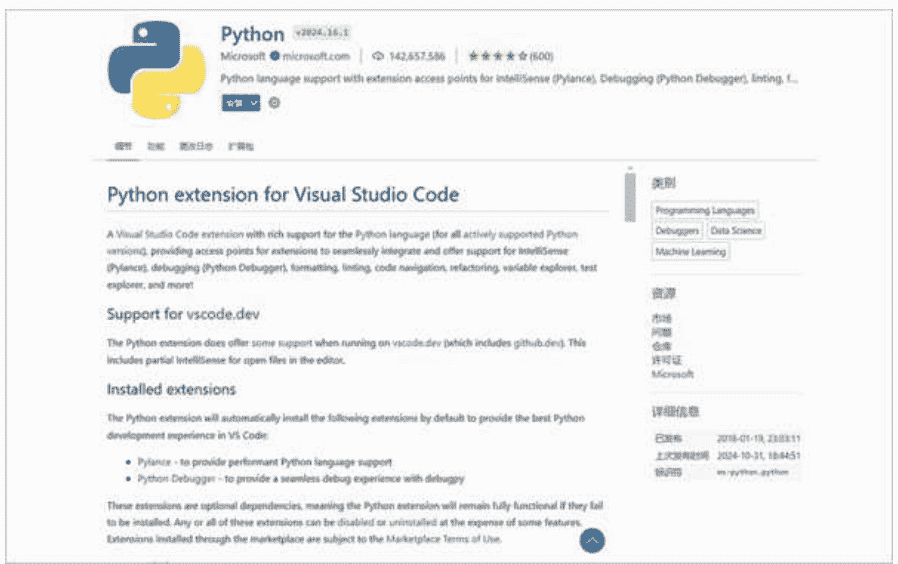 Python v2024.16.1
Microsoft microsoft.com 142,657,586 (600)
Python language support with extension access points for IntelliSense (Pylance), Debugging (Python Debugger), linting, f...
细节 功能 更改日志 扩展包
Python extension for Visual Studio Code
A Visual Studio Code extension with rich support for the Python language (for all actively supported Python
versions), providing access points for extensions to seamlessly integrate and offer support for IntelliSense
(Pylance), debugging (Python Debugger), formatting, linting, code navigation, refactoring, variable explorer, test
explorer, and more!
Support for vscode.dev
The Python extension does offer some support when running on vscode.dev (which includes github.dev). This
includes partial IntelliSense for open files in the editor.
Installed extensions
The Python extension will automatically install the following extensions by default to provide the best Python
development experience in VS Code:
Pylance - to provide performant Python language support
Python Debugger - to provide a seamless debug experience with debugpy
These extensions are optional dependencies, meaning the Python extension will remain fully functional if they fail
to be installed. Any or all of these extensions can be disabled or uninstalled at the expense of some features.
Extensions installed through the marketplace are subject to the Marketplace Terms of Use.
类别
Programming Languages
Debuggers Data Science
Machine Learning
资源
市场
问题
仓库
许可证
Microsoft
详细信息
已发布 2016-01-19, 23:03:11
上次发布时间 2024-10-31, 18:44:51
标识符 ms-python.python